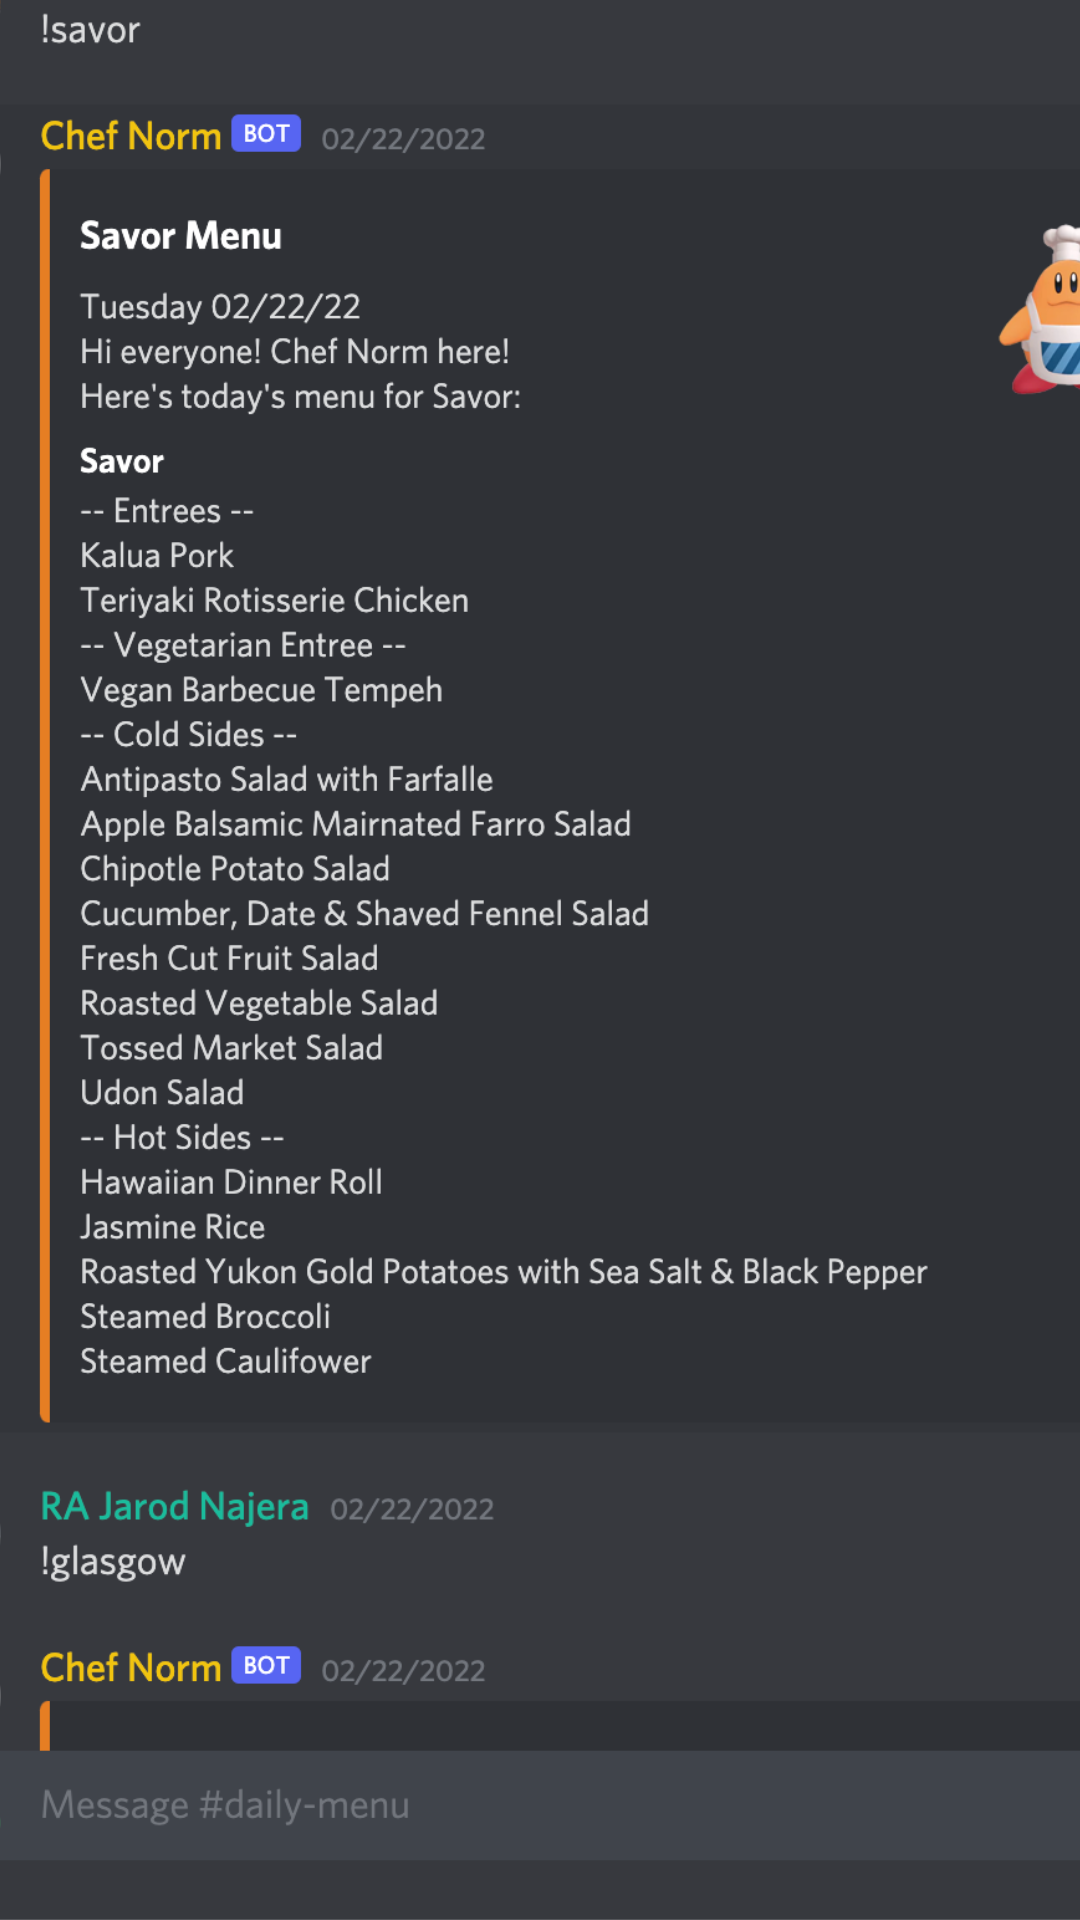 !savor
Chef Norm BOT 02/22/2022
Savor Menu
Tuesday 02/22/22
Hi everyone! Chef Norm here!
Here's today's menu for Savor:
Savor
-- Entrees --
Kalua Pork
Teriyaki Rotisserie Chicken
-- Vegetarian Entree --
Vegan Barbecue Tempeh
-- Cold Sides --
Antipasto Salad with Farfalle
Apple Balsamic Mairnated Farro Salad
Chipotle Potato Salad
Cucumber, Date & Shaved Fennel Salad
Fresh Cut Fruit Salad
Roasted Vegetable Salad
Tossed Market Salad
Udon Salad
-- Hot Sides --
Hawaiian Dinner Roll
Jasmine Rice
Roasted Yukon Gold Potatoes with Sea Salt & Black Pepper
Steamed Broccoli
Steamed Caulifower
RA Jarod Najera 02/22/2022
!glasgow
Chef Norm BOT 02/22/2022
Message #daily-menu